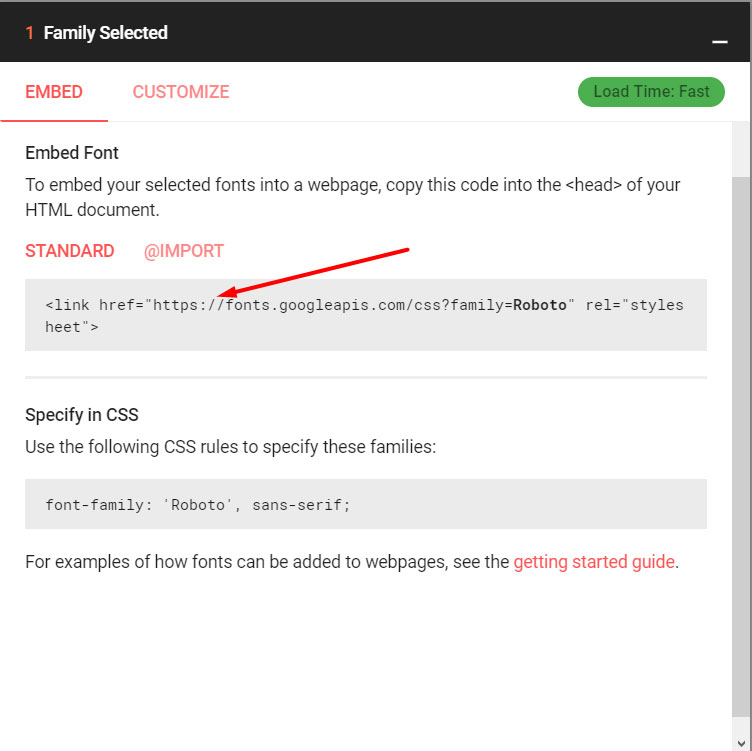 1 Family Selected
EMBED CUSTOMIZE Load Time: Fast
Embed Font
To embed your selected fonts into a webpage, copy this code into the <head> of your
HTML document.
STANDARD @IMPORT
<link href="https://fonts.googleapis.com/css?family=Roboto" rel="styles
heet">
Specify in CSS
Use the following CSS rules to specify these families:
font-family: 'Roboto', sans-serif;
For examples of how fonts can be added to webpages, see the getting started guide.